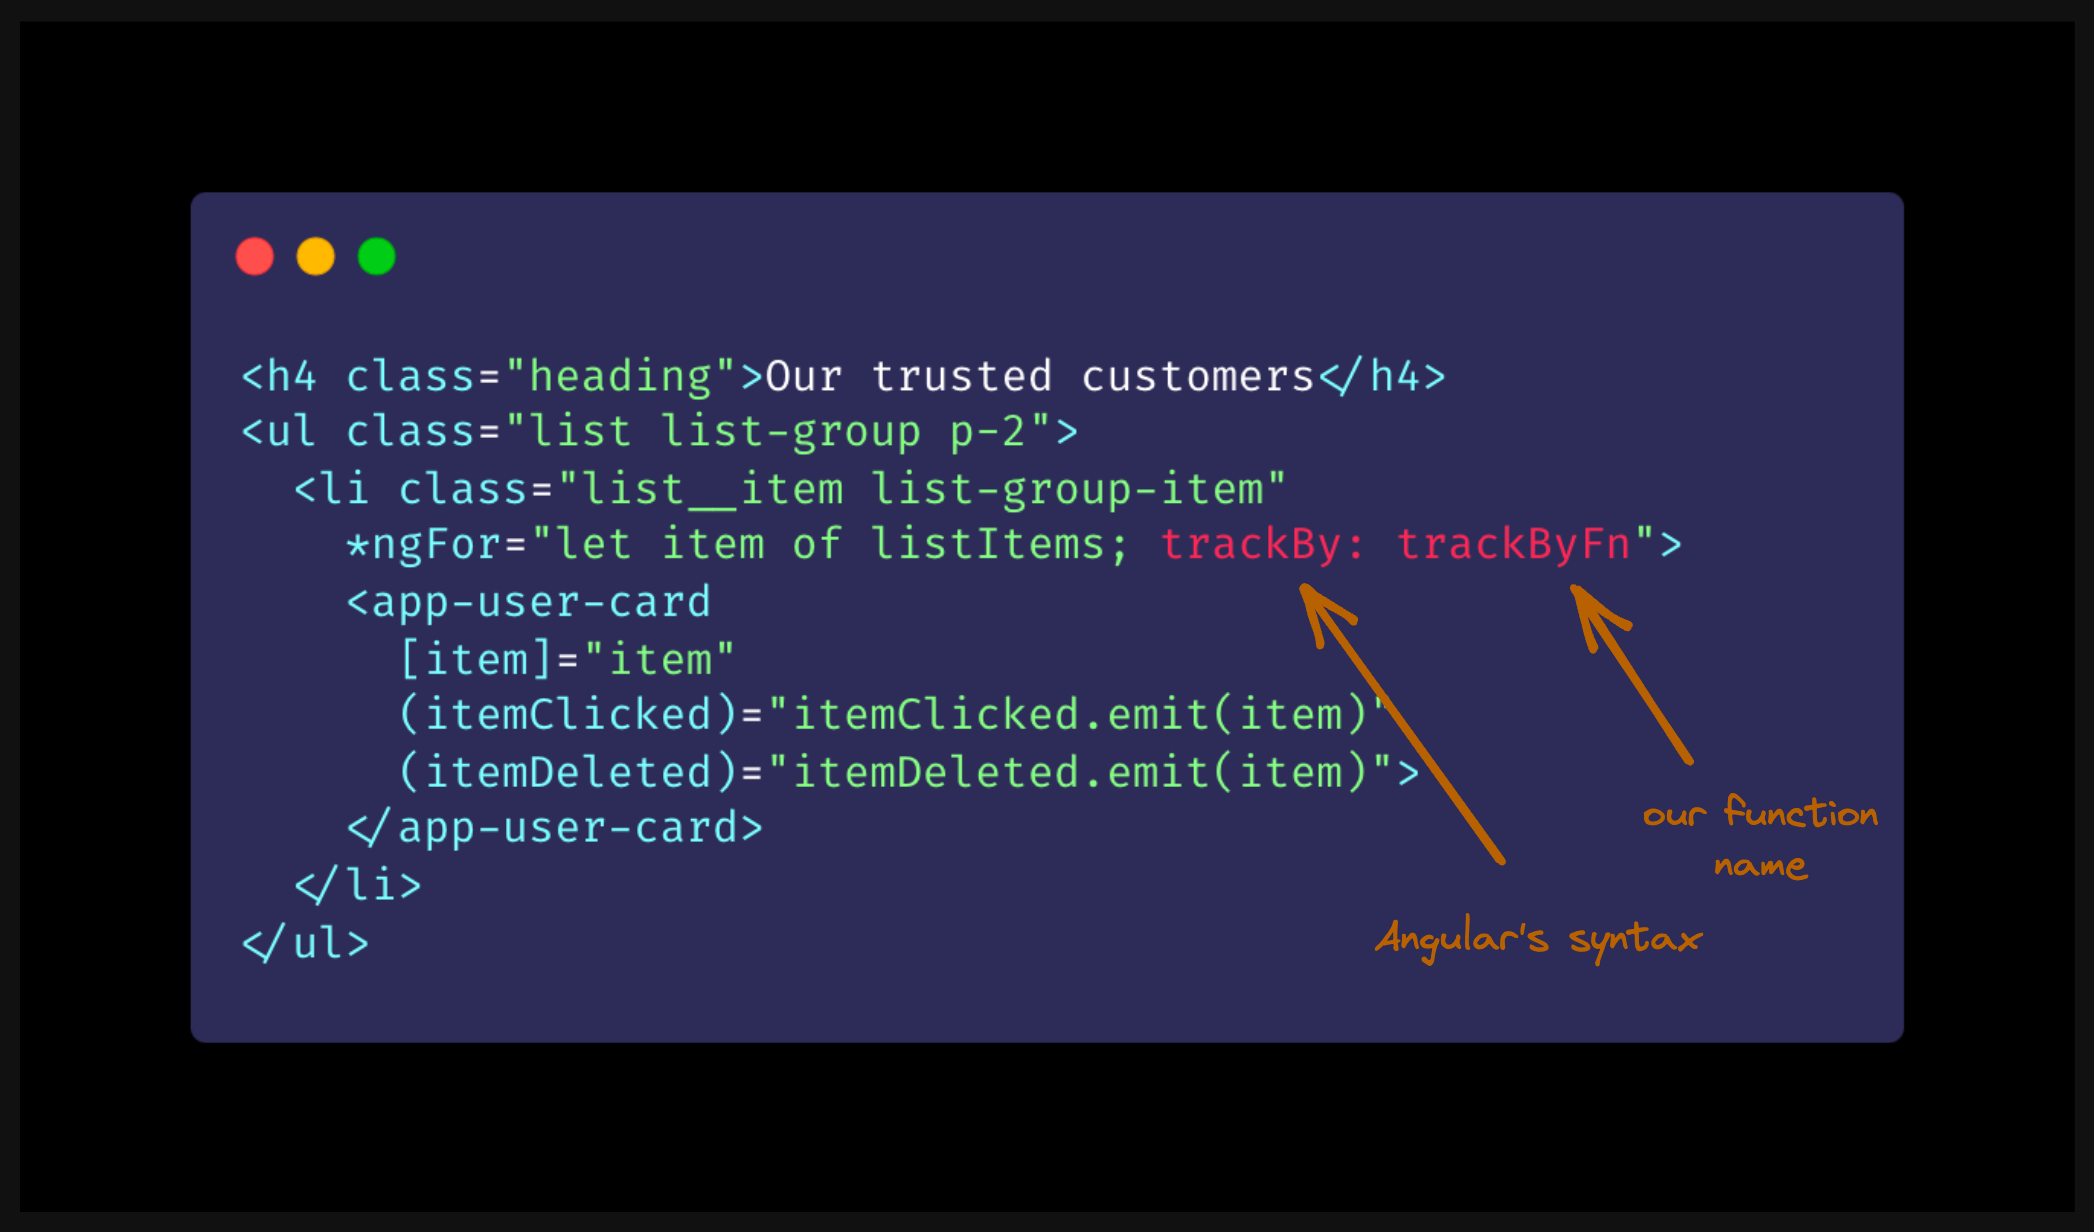 <h4 class="heading">Our trusted customers</h4>
<ul class="list list-group p-2">
<li class="list__item list-group-item"
*ngFor="let item of listItems; trackBy: trackByFn">
<app-user-card
[item]="item"
(itemClicked)="itemClicked.emit(item)"
(itemDeleted)="itemDeleted.emit(item)">
</app-user-card>
</li>
</ul>
our function
name
Angular's syntax